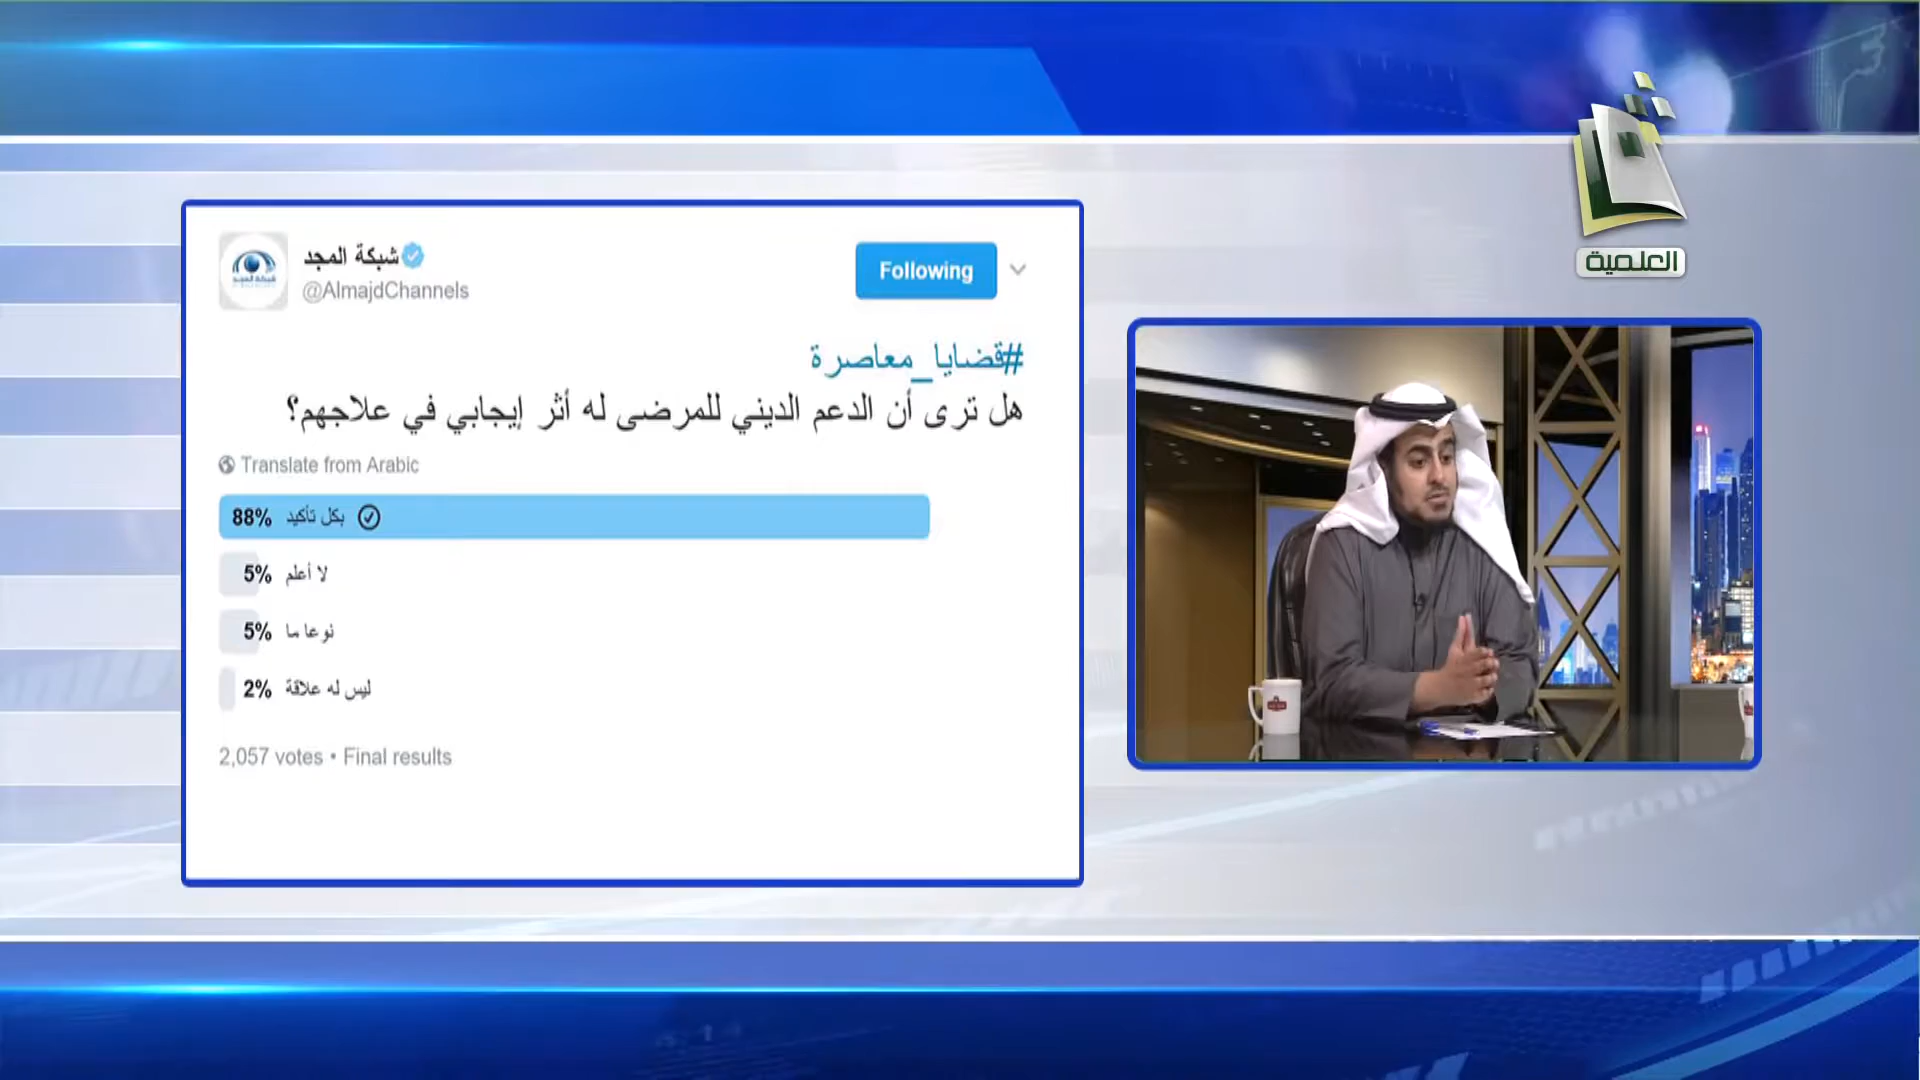 العلمية
شبكة المجد
@AlmajdChannels
Following
#قضايا_معاصرة
هل ترى أن الدعم الديني للمرضى له أثر إيجابي في علاجهم؟
Translate from Arabic
88% بكل تأكيد
5% لا أعلم
5% نوعا ما
2% ليس له علاقة
2,057 votes • Final results